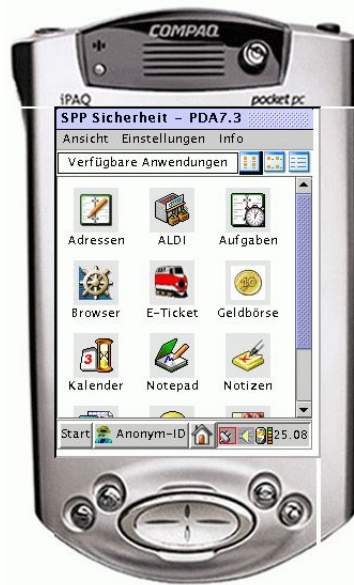 COMPAQ
iPAQ pocket pc
SPP Sicherheit – PDA7.3
Ansicht Einstellungen Info
Verfügbare Anwendungen
Adressen ALDI Aufgaben
Browser E-Ticket Geldbörse
3
Kalender Notepad Notizen
Start Anonym-ID 25.08